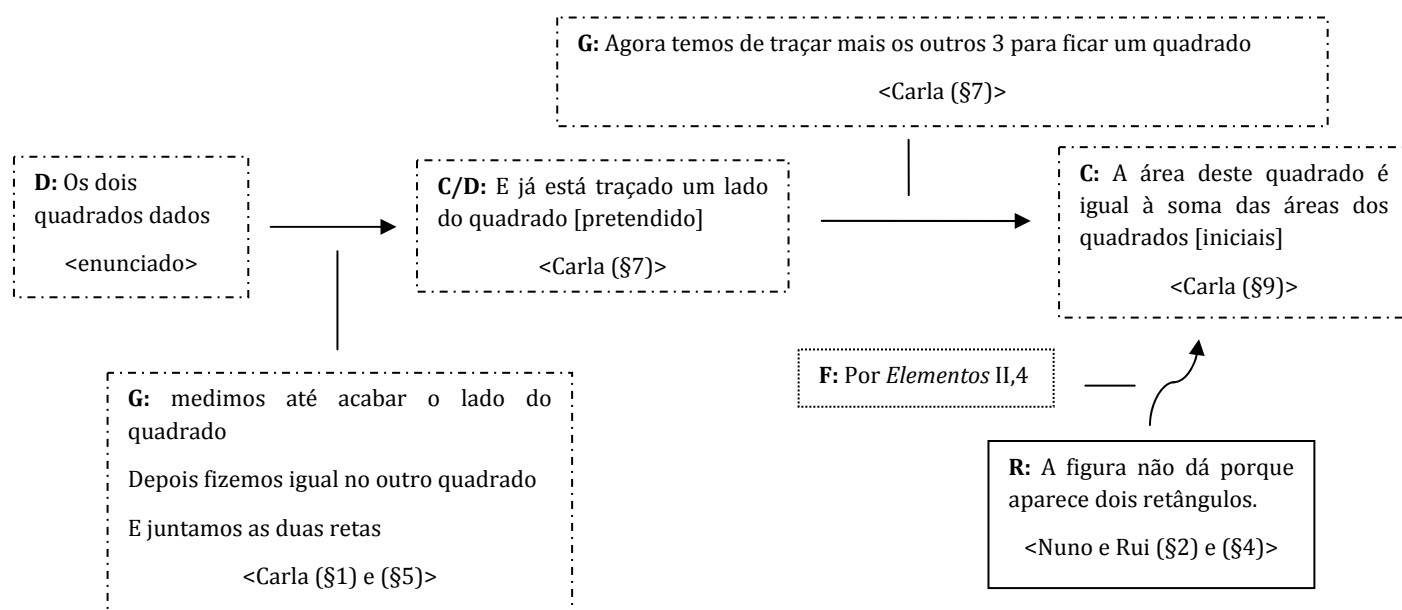 G: Agora temos de traçar mais os outros 3 para ficar um quadrado
<Carla (§7)>
D: Os dois
quadrados dados
<enunciado>
C/D: E já está traçado um lado
do quadrado [pretendido]
<Carla (§7)>
C: A área deste quadrado é
igual à soma das áreas dos
quadrados [iniciais]
<Carla (§9)>
G: medimos até acabar o lado do
quadrado
Depois fizemos igual no outro quadrado
E juntamos as duas retas
<Carla (§1) e (§5)>
F: Por Elementos II,4
R: A figura não dá porque
aparece dois retângulos.
<Nuno e Rui (§2) e (§4)>